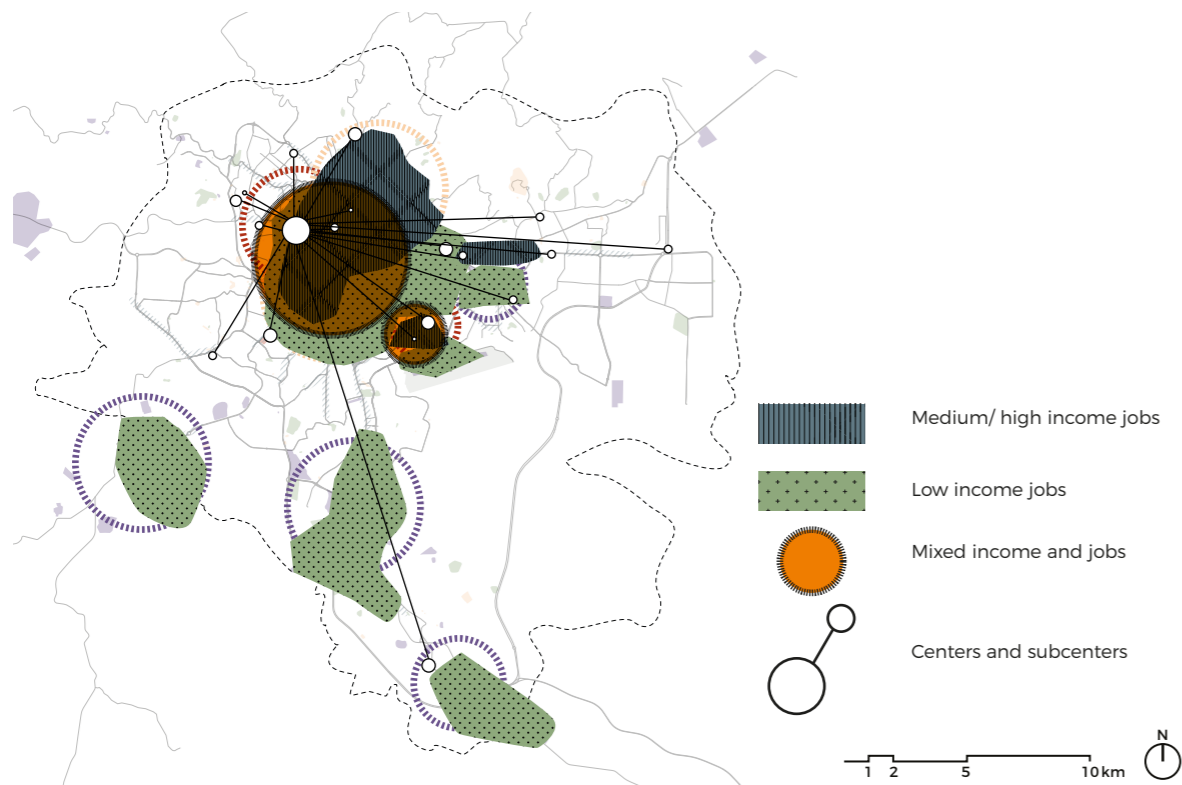 Medium/ high income jobs
Low income jobs
Mixed income and jobs
Centers and subcenters
N
1 2 5 10 km